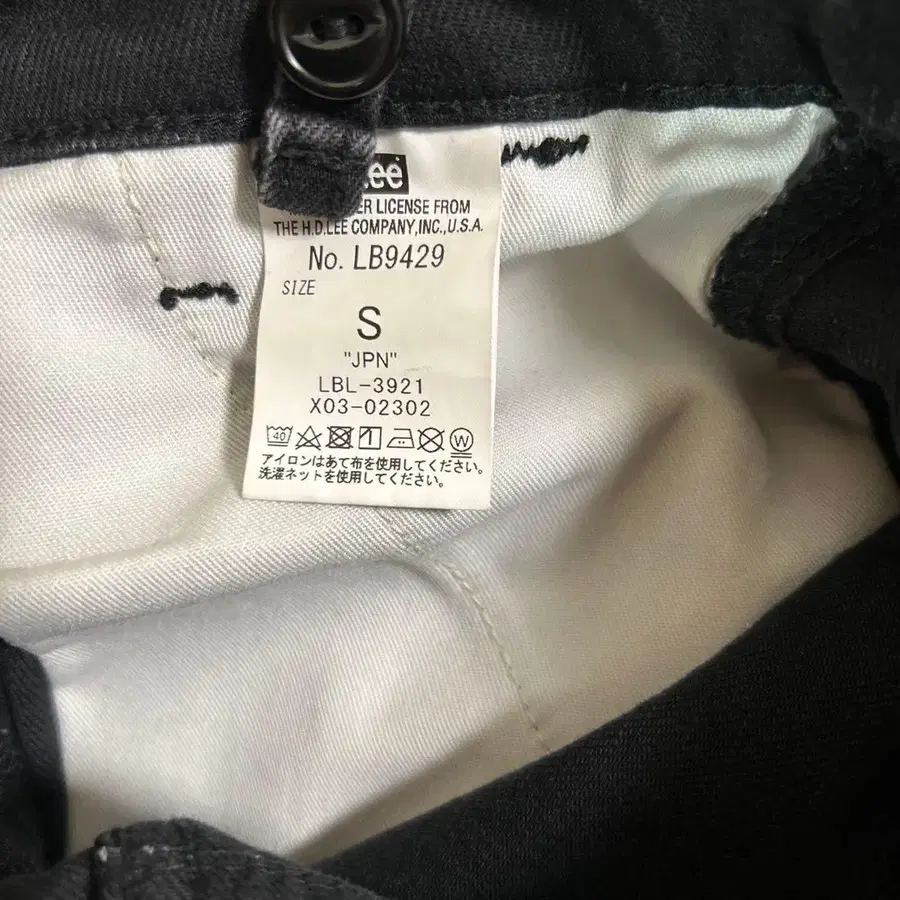 Lee
ER LICENSE FROM
THE H.D.LEE COMPANY,INC.,U.S.A.
No. LB9429
SIZE
S
"JPN"
LBL-3921
X03-02302
40 W
アイロンはあて布を使用してください。
洗濯ネットを使用してください。